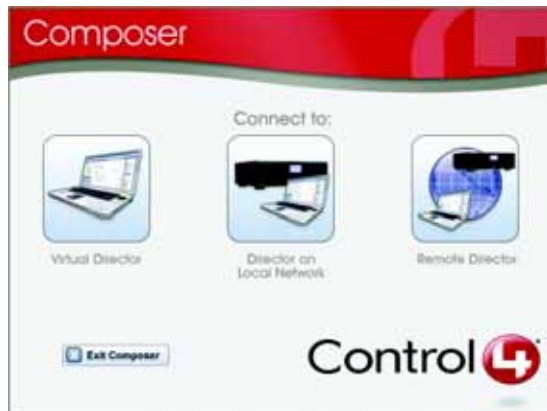 Composer
Connect to:
Virtual Director
Director on
Local Network
Remote Director
Exit Composer
Control4